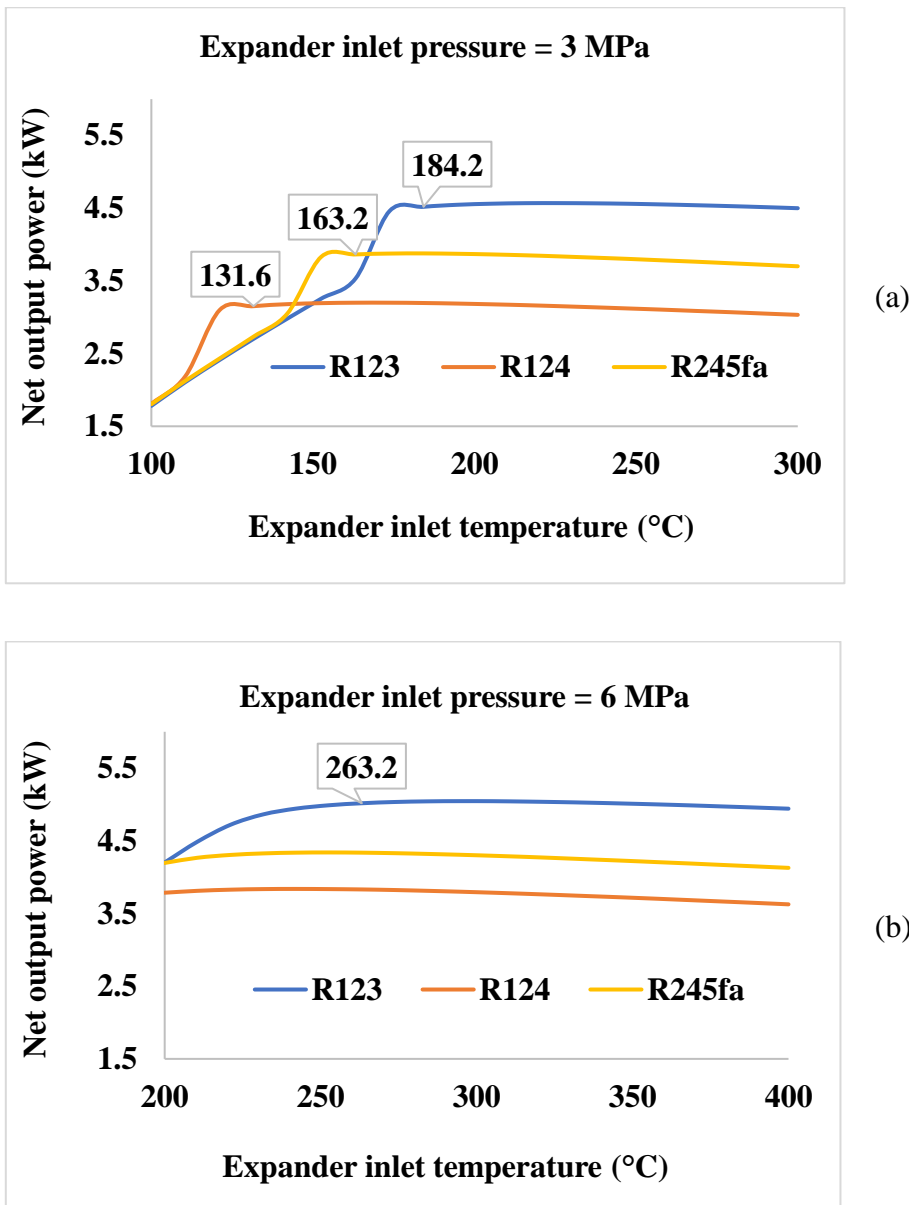 Expander inlet pressure = 3 MPa
Net output power (kW)
5.5
4.5
3.5
2.5
1.5
184.2
163.2
131.6
(a)
R123 R124 R245fa
100 150 200 250 300
Expander inlet temperature (°C)
Expander inlet pressure = 6 MPa
Net output power (kW)
5.5
4.5
3.5
2.5
1.5
263.2
(b)
R123 R124 R245fa
200 250 300 350 400
Expander inlet temperature (°C)